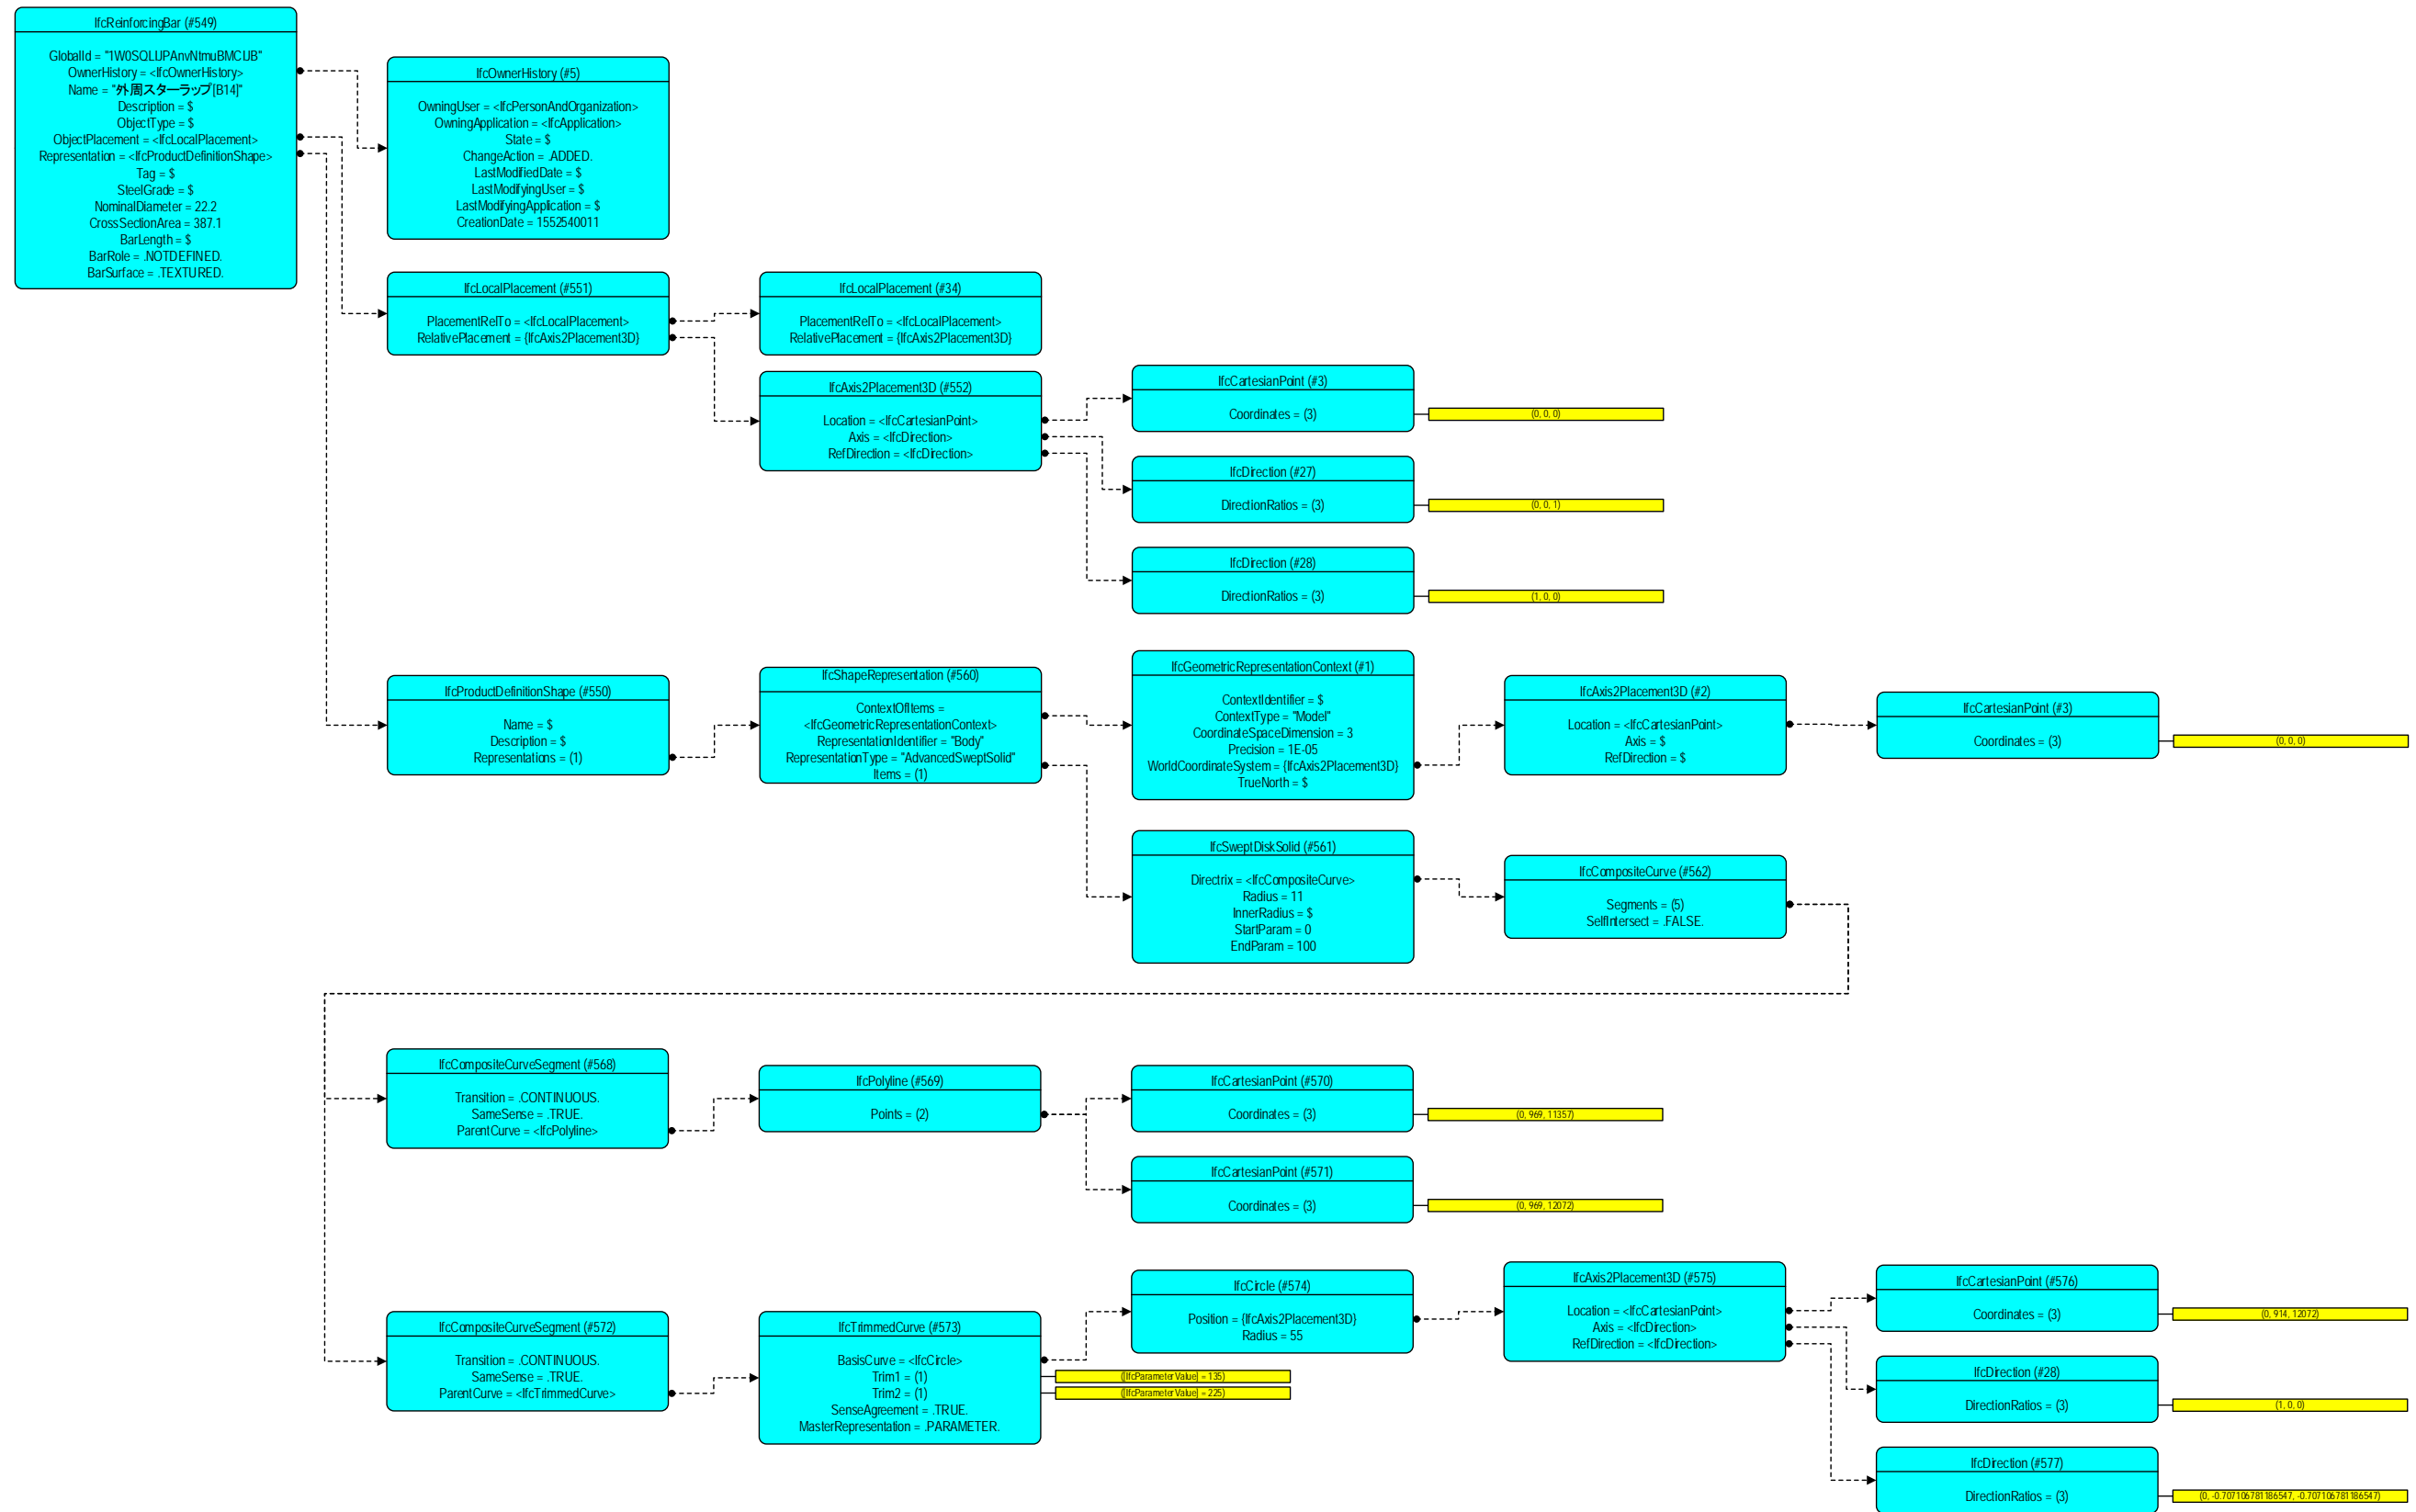 IfcReinforcingBar (#549)
GlobalId = "1W0SQLUPAnvNtmuBMCUB"
OwnerHistory = <IfcOwnerHistory>
Name = "外周スターラップ[B14]"
Description = $
ObjectType = $
ObjectPlacement = <IfcLocalPlacement>
Representation = <IfcProductDefinitionShape>
Tag = $
SteelGrade = $
NominalDiameter = 22.2
CrossSectionArea = 387.1
BarLength = $
BarRole = .NOTDEFINED.
BarSurface = .TEXTURED.
IfcOwnerHistory (#5)
OwningUser = <IfcPersonAndOrganization>
OwningApplication = <IfcApplication>
State = $
ChangeAction = .ADDED.
LastModifiedDate = $
LastModifyingUser = $
LastModifyingApplication = $
CreationDate = 1552540011
IfcLocalPlacement (#551)
PlacementRelTo = <IfcLocalPlacement>
RelativePlacement = {IfcAxis2Placement3D}
IfcLocalPlacement (#34)
PlacementRelTo = <IfcLocalPlacement>
RelativePlacement = {IfcAxis2Placement3D}
IfcAxis2Placement3D (#552)
Location = <IfcCartesianPoint>
Axis = <IfcDirection>
RefDirection = <IfcDirection>
IfcCartesianPoint (#3)
Coordinates = (3)
(0, 0, 0)
IfcDirection (#27)
DirectionRatios = (3)
(0, 0, 1)
IfcDirection (#28)
DirectionRatios = (3)
(1, 0, 0)
IfcProductDefinitionShape (#550)
Name = $
Description = $
Representations = (1)
IfcShapeRepresentation (#560)
ContextOfItems =
<IfcGeometricRepresentationContext>
RepresentationIdentifier = "Body"
RepresentationType = "AdvancedSweptSolid"
Items = (1)
IfcGeometricRepresentationContext (#1)
ContextIdentifier = $
ContextType = "Model"
CoordinateSpaceDimension = 3
Precision = 1E-05
WorldCoordinateSystem = {IfcAxis2Placement3D}
TrueNorth = $
IfcAxis2Placement3D (#2)
Location = <IfcCartesianPoint>
Axis = $
RefDirection = $
IfcCartesianPoint (#3)
Coordinates = (3)
(0, 0, 0)
IfcSweptDiskSolid (#561)
Directrix = <IfcCompositeCurve>
Radius = 11
InnerRadius = $
StartParam = 0
EndParam = 100
IfcCompositeCurve (#562)
Segments = (5)
SelfIntersect = .FALSE.
IfcCompositeCurveSegment (#568)
Transition = .CONTINUOUS.
SameSense = .TRUE.
ParentCurve = <IfcPolyline>
IfcPolyline (#569)
Points = (2)
IfcCartesianPoint (#570)
Coordinates = (3)
(0, 969, 11357)
IfcCartesianPoint (#571)
Coordinates = (3)
(0, 969, 12072)
IfcCompositeCurveSegment (#572)
Transition = .CONTINUOUS.
SameSense = .TRUE.
ParentCurve = <IfcTrimmedCurve>
IfcTrimmedCurve (#573)
BasisCurve = <IfcCircle>
Trim1 = (1)
Trim2 = (1)
SenseAgreement = .TRUE.
MasterRepresentation = .PARAMETER.
([IfcParameterValue] = 135)
([IfcParameterValue] = 225)
IfcCircle (#574)
Position = {IfcAxis2Placement3D}
Radius = 55
IfcAxis2Placement3D (#575)
Location = <IfcCartesianPoint>
Axis = <IfcDirection>
RefDirection = <IfcDirection>
IfcCartesianPoint (#576)
Coordinates = (3)
(0, 914, 12072)
IfcDirection (#28)
DirectionRatios = (3)
(1, 0, 0)
IfcDirection (#577)
DirectionRatios = (3)
(0, -0.707106781186547, -0.707106781186547)